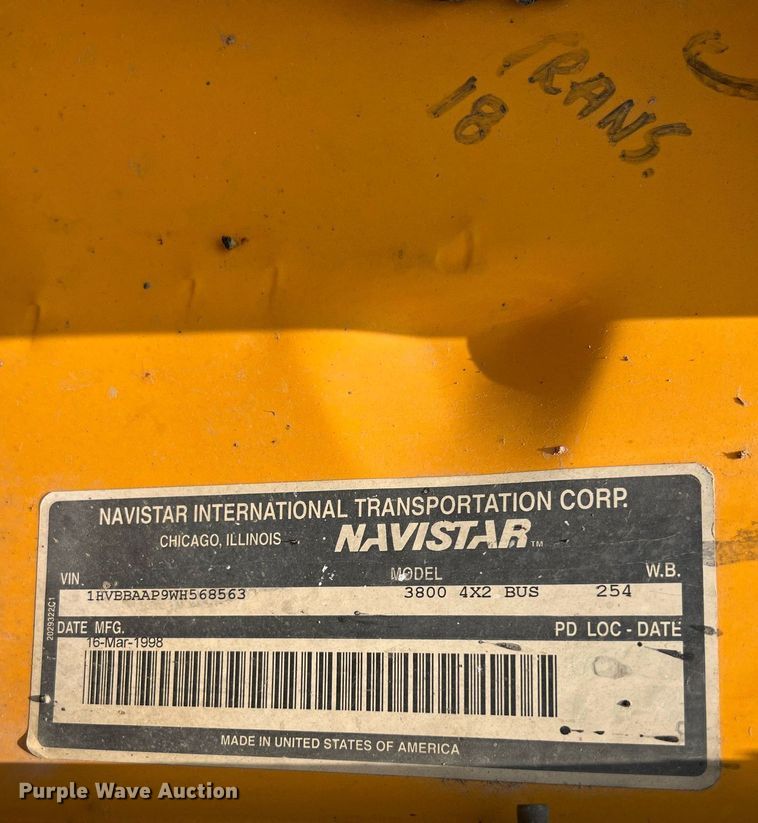 TRANS.
18
NAVISTAR INTERNATIONAL TRANSPORTATION CORP.
CHICAGO, ILLINOIS NAVISTAR™
VIN MODEL W.B.
1HVBBAAP9WH568563 3800 4X2 BUS 254
DATE MFG. PD LOC - DATE
16-Mar-1998
MADE IN UNITED STATES OF AMERICA
2029322C1
Purple Wave Auction®